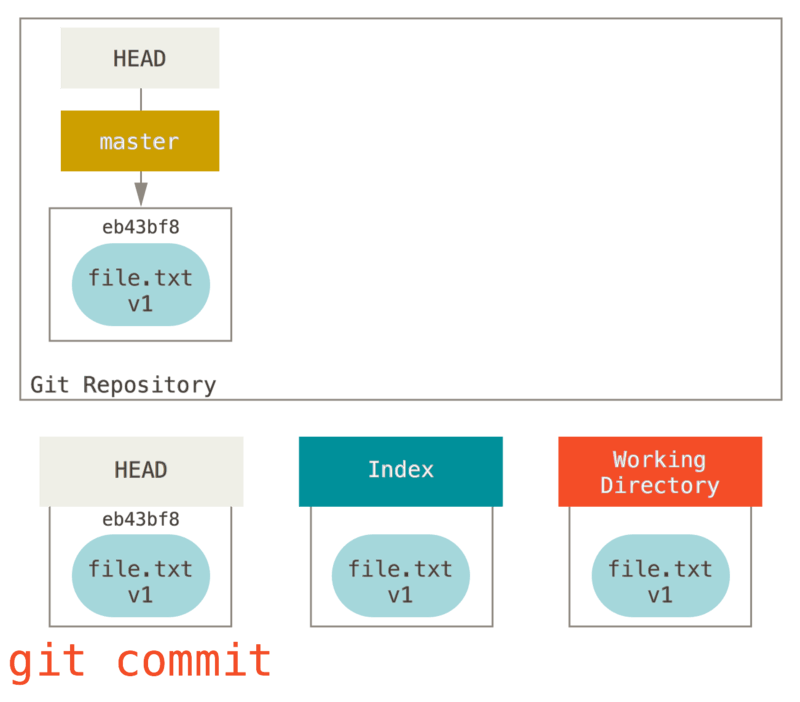 HEAD
master
eb43bf8
file.txt
v1
Git Repository
HEAD
Index
Working
Directory
eb43bf8
file.txt
v1
file.txt
v1
file.txt
v1
git commit